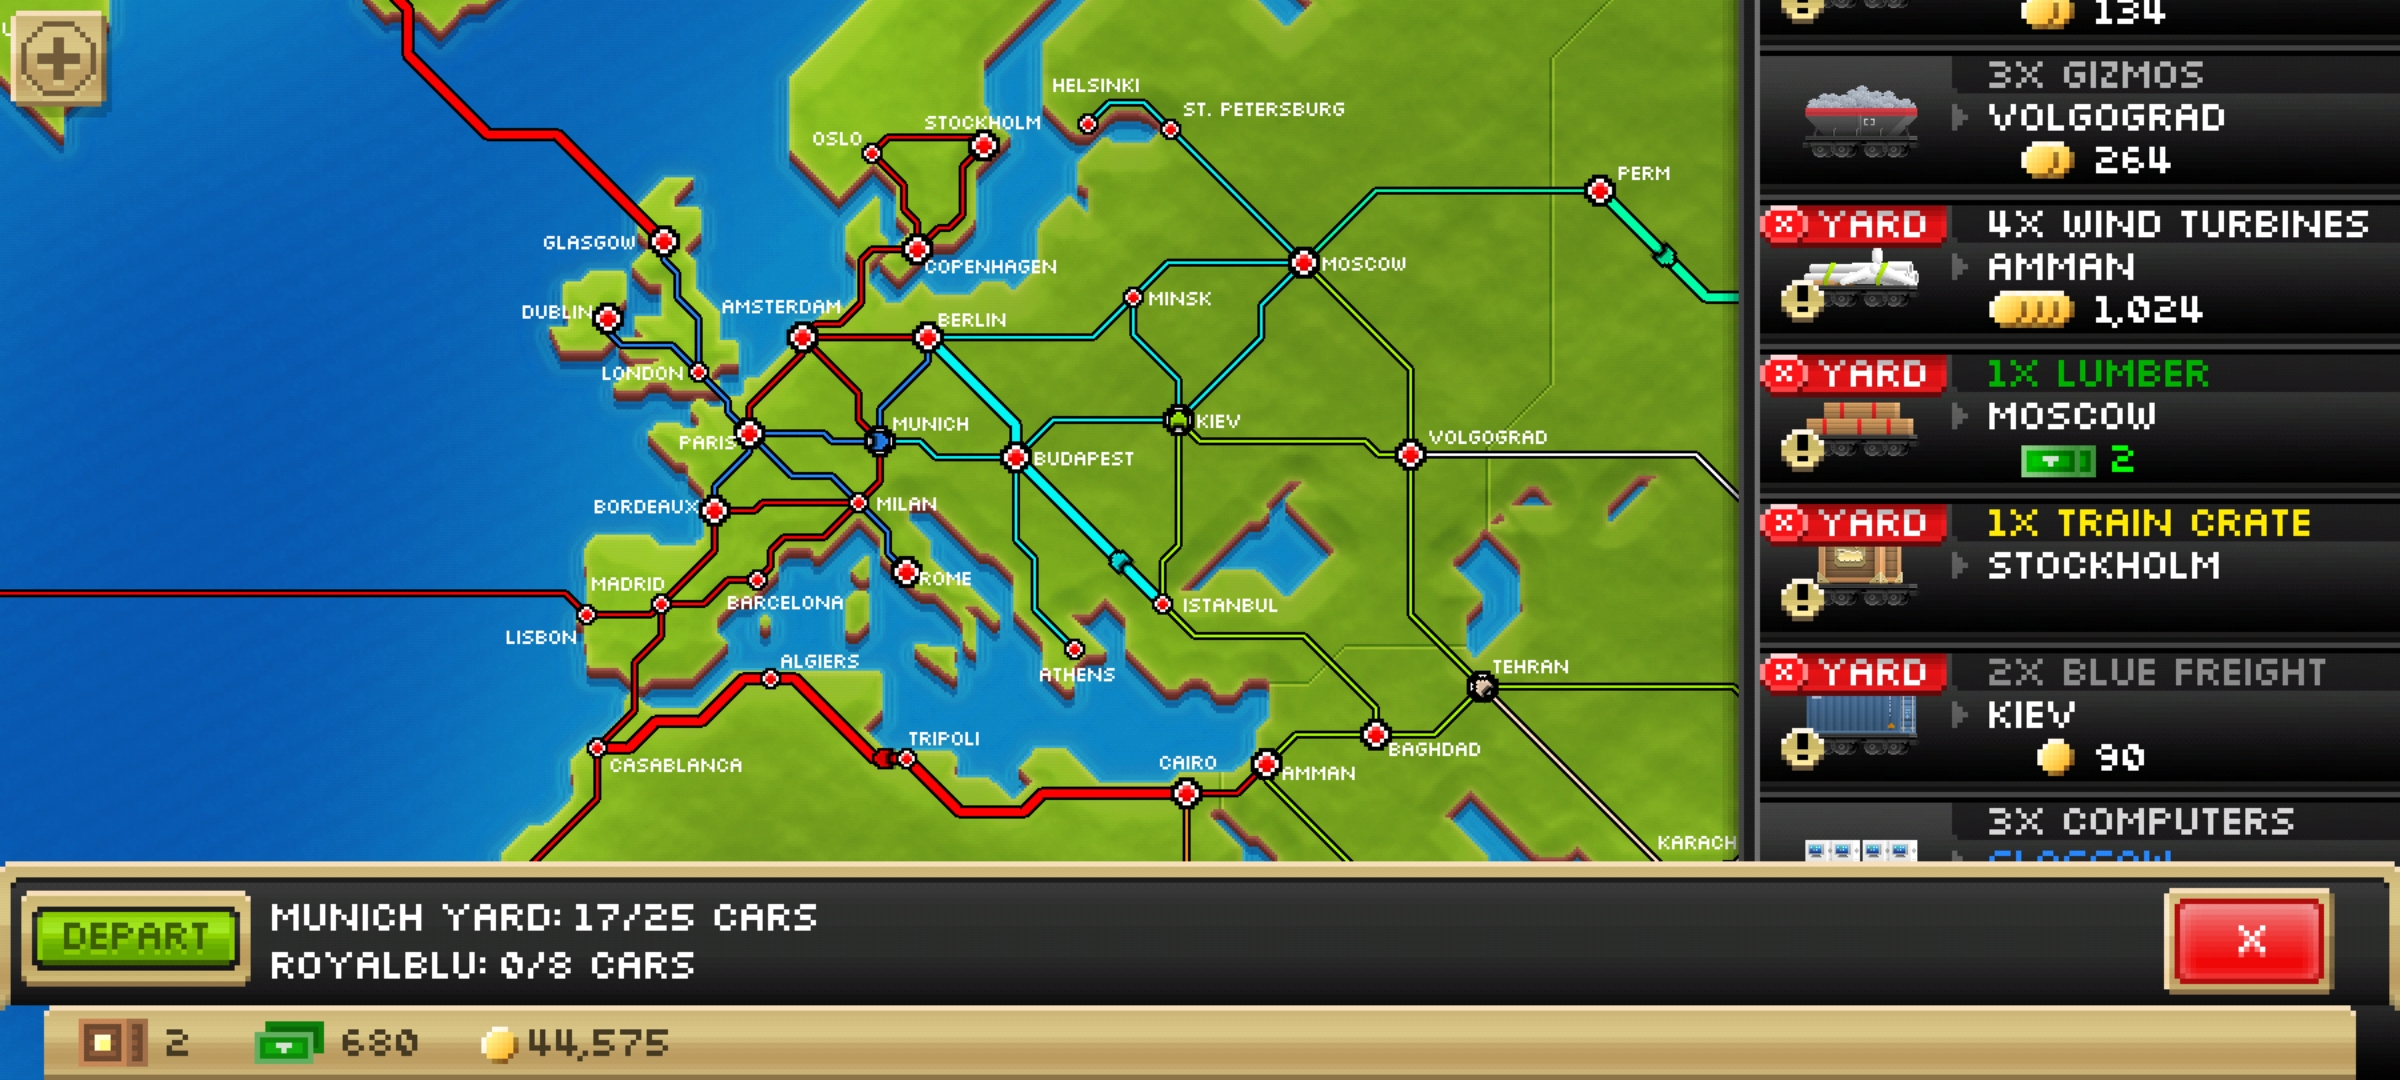 HELSINKI
ST. PETERSBURG
STOCKHOLM
OSLO
PERM
GLASGOW
COPENHAGEN
MOSCOW
DUBLIN
AMSTERDAM
BERLIN
MINSK
LONDON
MUNICH
KIEV
PARIS
BUDAPEST
VOLGOGRAD
BORDEAUX
MILAN
MADRID
ROME
BARCELONA
ISTANBUL
LISBON
ALGIERS
ATHENS
TEHRAN
TRIPOLI
CASABLANCA
CAIRO
BAGHDAD
AMMAN
KARACH
134
3X GIZMOS
VOLGOGRAD
264
YARD 4X WIND TURBINES
AMMAN
1,024
YARD 1X LUMBER
MOSCOW
2
YARD 1X TRAIN CRATE
STOCKHOLM
YARD 2X BLUE FREIGHT
KIEV
90
3X COMPUTERS
GLASGOW
DEPART
MUNICH YARD: 17/25 CARS
ROYALBLU: 0/8 CARS
X
2 680 44,575